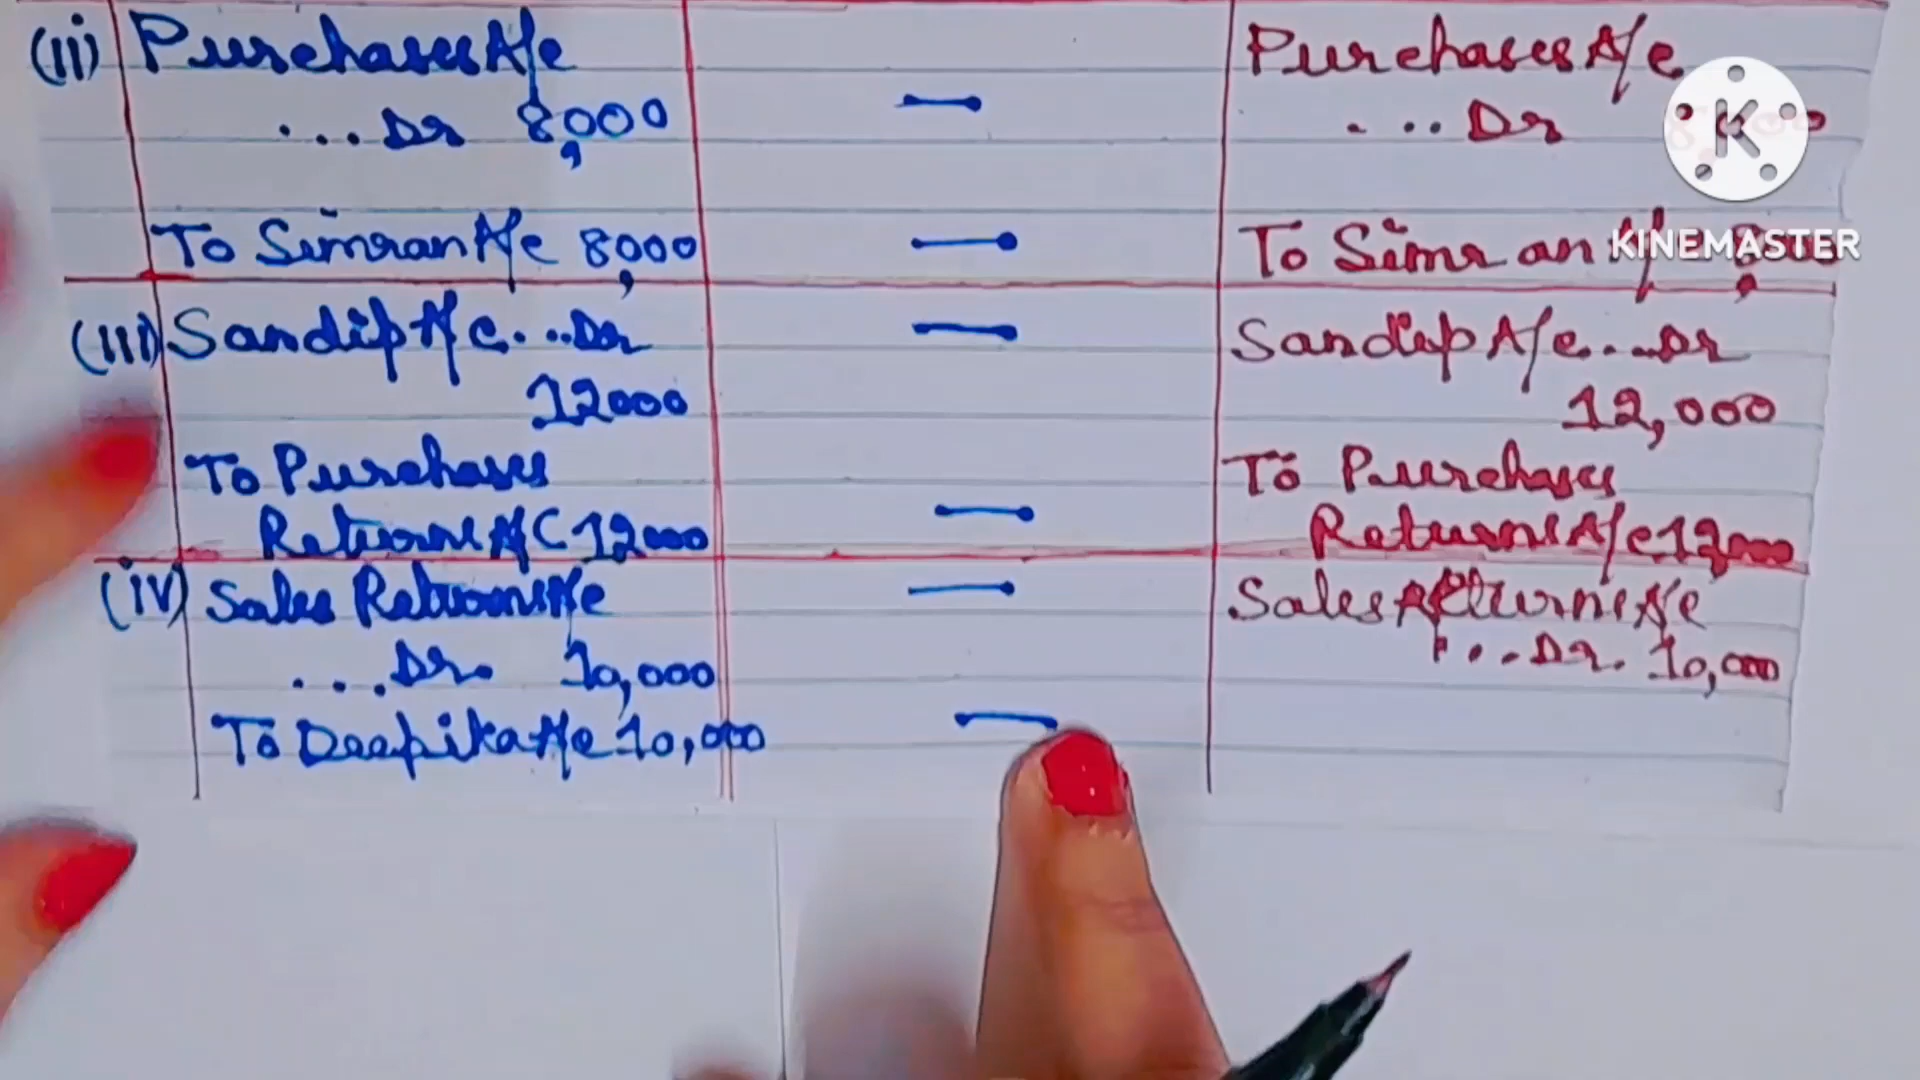 (ii) Purchases A/c
... Dr 8,000
To Simran A/c 8,000
Purchases A/c
... Dr
To Simran A/c 8,000
KINEMASTER
(iii) Sandip A/c...Dr
12000
To Purchases
Returns A/C 12000
Sandip A/c...Dr
12,000
To Purchases
Returns A/c 12000
(iv) Sales Returns A/c
....Dr. 10,000
To Deepika A/c 10,000
Sales Returns A/c
...Dr. 10,000